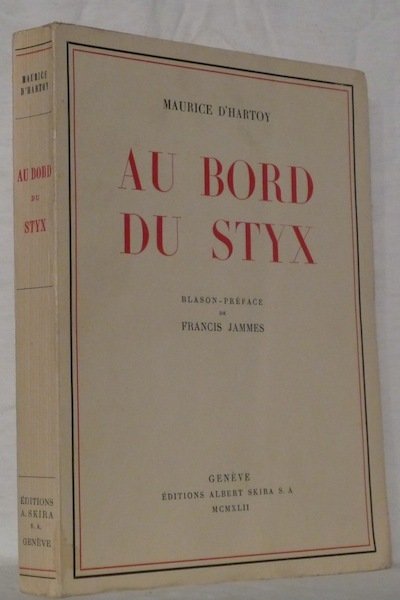 MAURICE
D'HARTOY
AU BORD
DU
STYX
ÉDITIONS
A. SKIRA
S. A.
GENÈVE
MAURICE D'HARTOY
AU BORD
DU STYX
BLASON-PRÉFACE
DE
FRANCIS JAMMES
GENÈVE
ÉDITIONS ALBERT SKIRA S. A
MCMXLII